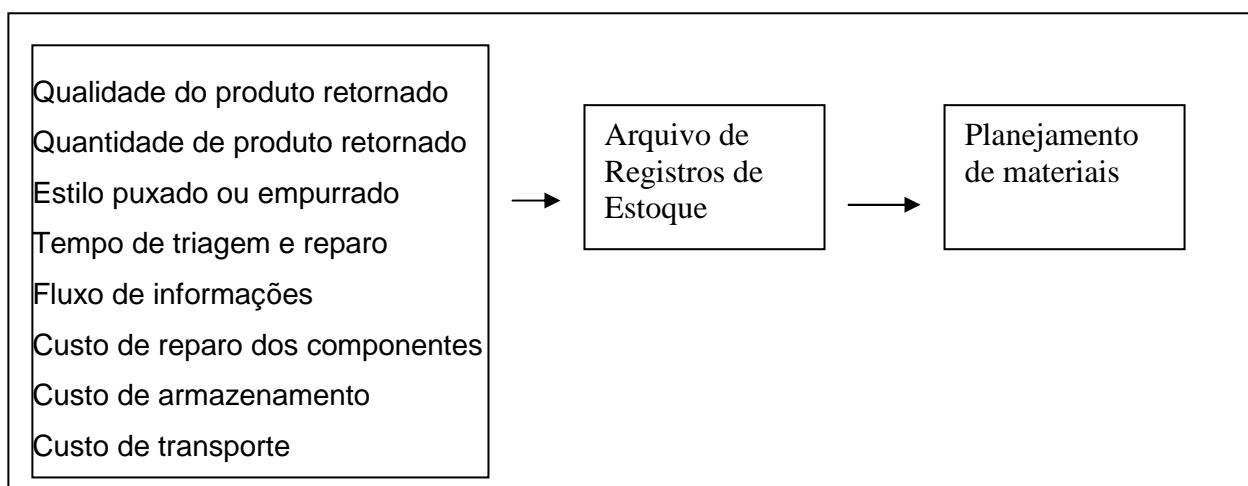 Qualidade do produto retornado
Quantidade de produto retornado
Estilo puxado ou empurrado
Tempo de triagem e reparo
Fluxo de informações
Custo de reparo dos componentes
Custo de armazenamento
Custo de transporte
Arquivo de
Registros de
Estoque
Planejamento
de materiais